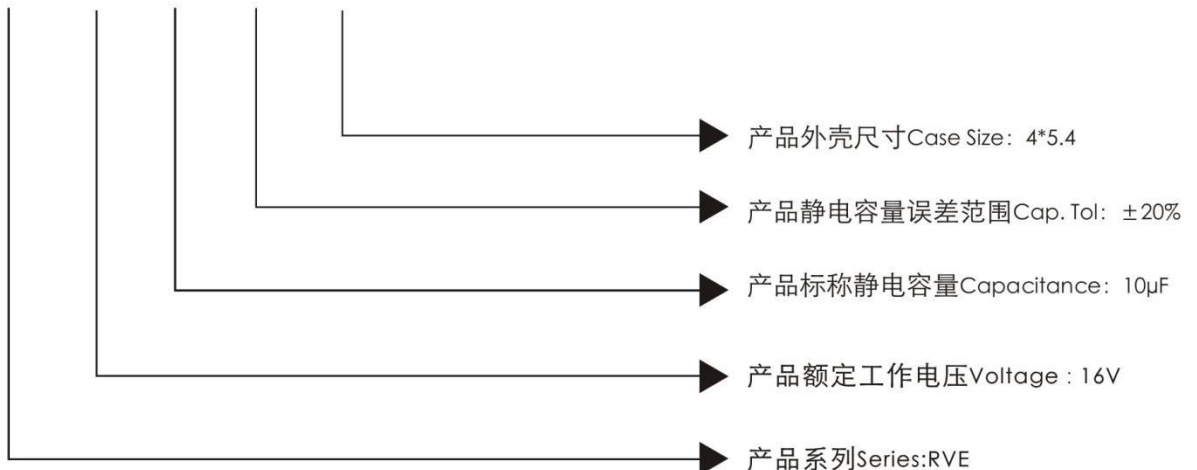 产品外壳尺寸Case Size: 4*5.4
产品静电容量误差范围Cap. Tol: ±20%
产品标称静电容量Capacitance: 10μF
产品额定工作电压Voltage : 16V
产品系列Series:RVE